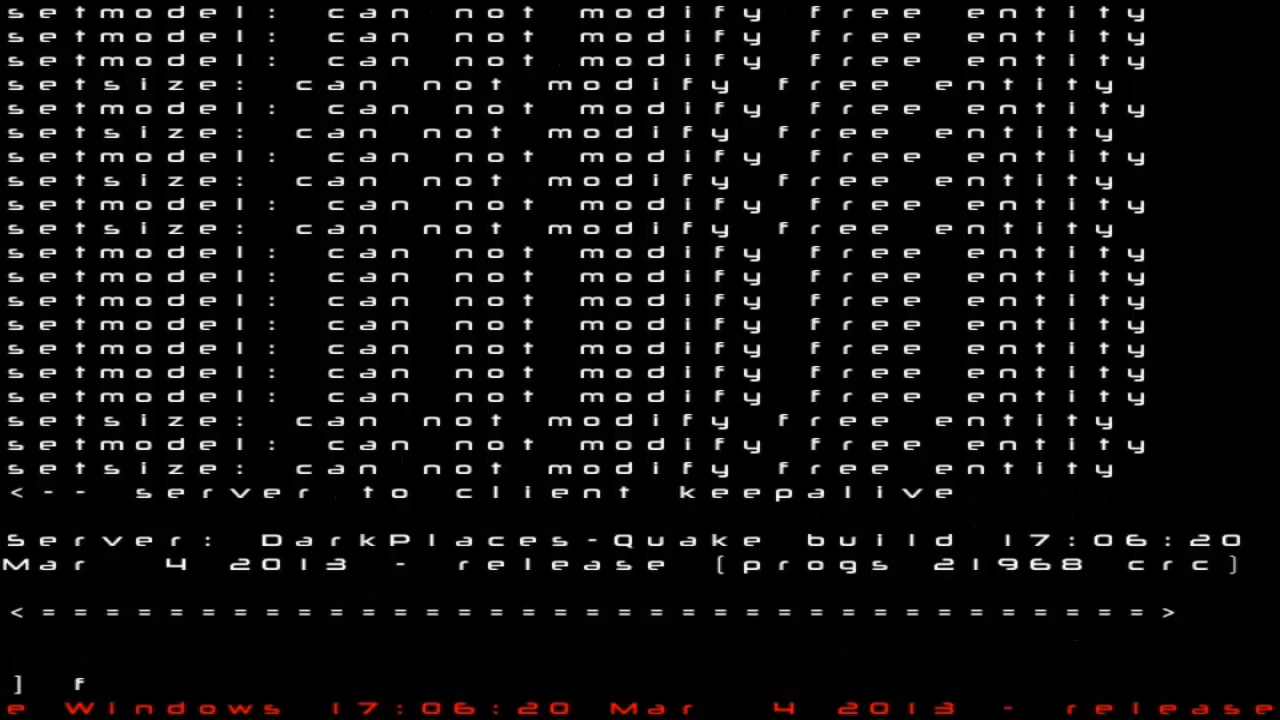 setmodel: can not modify free entity
setmodel: can not modify free entity
setmodel: can not modify free entity
setsize: can not modify free entity
setmodel: can not modify free entity
setsize: can not modify free entity
setmodel: can not modify free entity
setsize: can not modify free entity
setmodel: can not modify free entity
setsize: can not modify free entity
setmodel: can not modify free entity
setmodel: can not modify free entity
setmodel: can not modify free entity
setmodel: can not modify free entity
setmodel: can not modify free entity
setmodel: can not modify free entity
setmodel: can not modify free entity
setsize: can not modify free entity
setmodel: can not modify free entity
setsize: can not modify free entity
<-- server to client keepalive
Server: DarkPlaces-Quake build 17:06:20
Mar  4 2013 - release (progs 21968 crc)
<===================================>
] f
e Windows 17:06:20 Mar  4 2013 - release